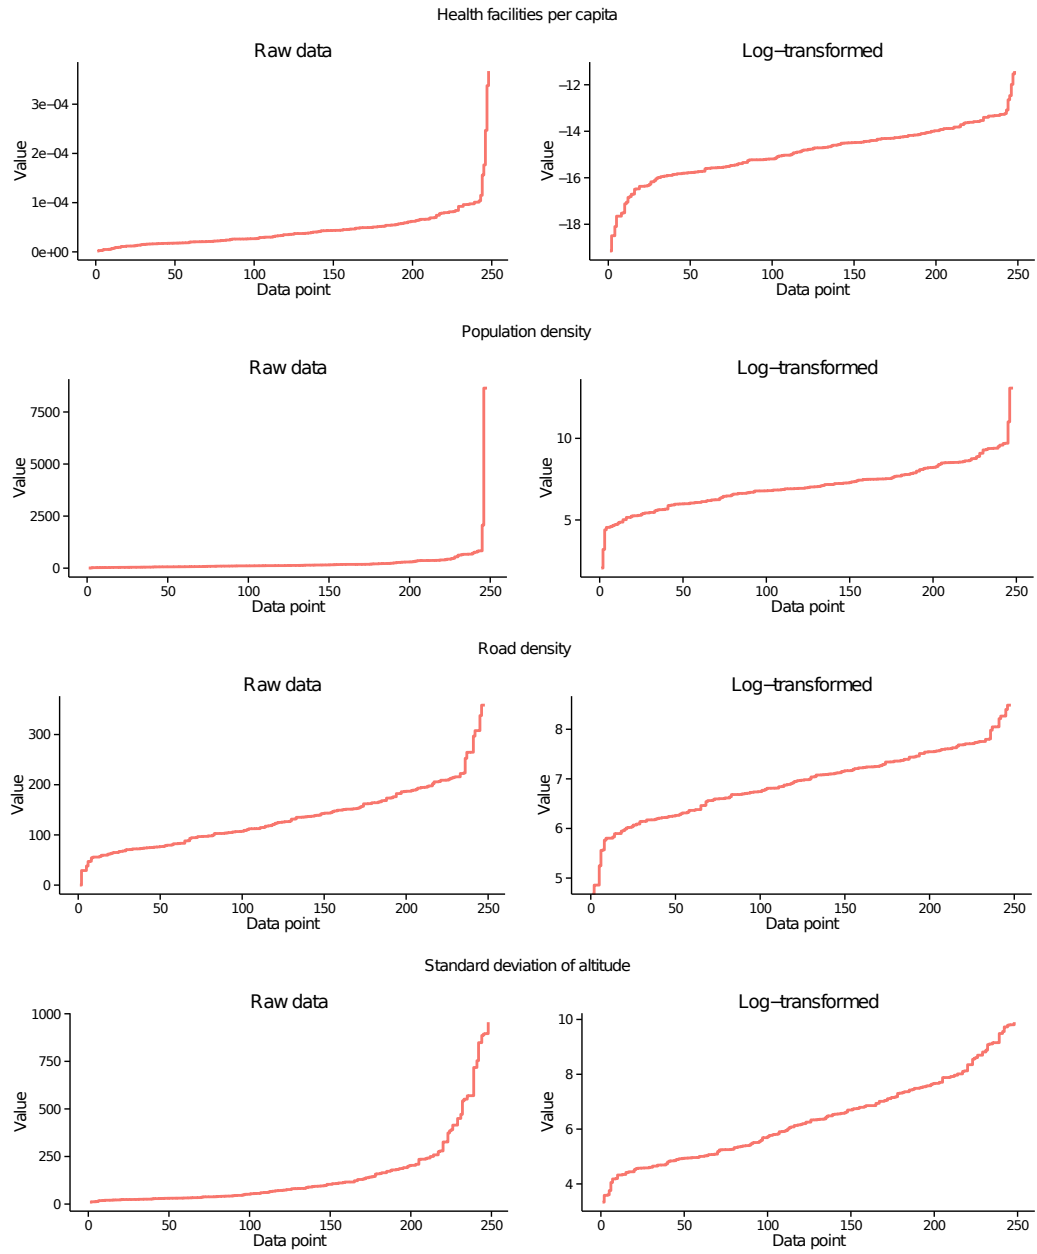 Health facilities per capita
Raw data
Log−transformed
Value
3e−04
2e−04
1e−04
0e+00
0 50 100 150 200 250
Data point
Value
−12
−14
−16
−18
0 50 100 150 200 250
Data point
Population density
Raw data
Log−transformed
Value
7500
5000
2500
0
0 50 100 150 200 250
Data point
Value
10
5
0 50 100 150 200 250
Data point
Road density
Raw data
Log−transformed
Value
300
200
100
0
0 50 100 150 200 250
Data point
Value
8
7
6
5
0 50 100 150 200 250
Data point
Standard deviation of altitude
Raw data
Log−transformed
Value
1000
750
500
250
0
0 50 100 150 200 250
Data point
Value
10
8
6
4
0 50 100 150 200 250
Data point